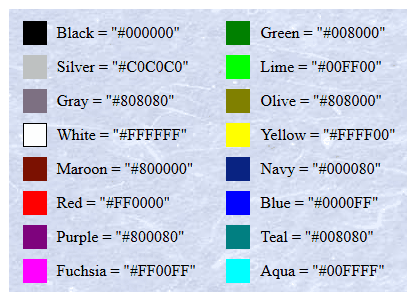 Black = "#000000"
Green = "#008000"
Silver = "#C0C0C0"
Lime = "#00FF00"
Gray = "#808080"
Olive = "#808000"
White = "#FFFFFF"
Yellow = "#FFFF00"
Maroon = "#800000"
Navy = "#000080"
Red = "#FF0000"
Blue = "#0000FF"
Purple = "#800080"
Teal = "#008080"
Fuchsia = "#FF00FF"
Aqua = "#00FFFF"